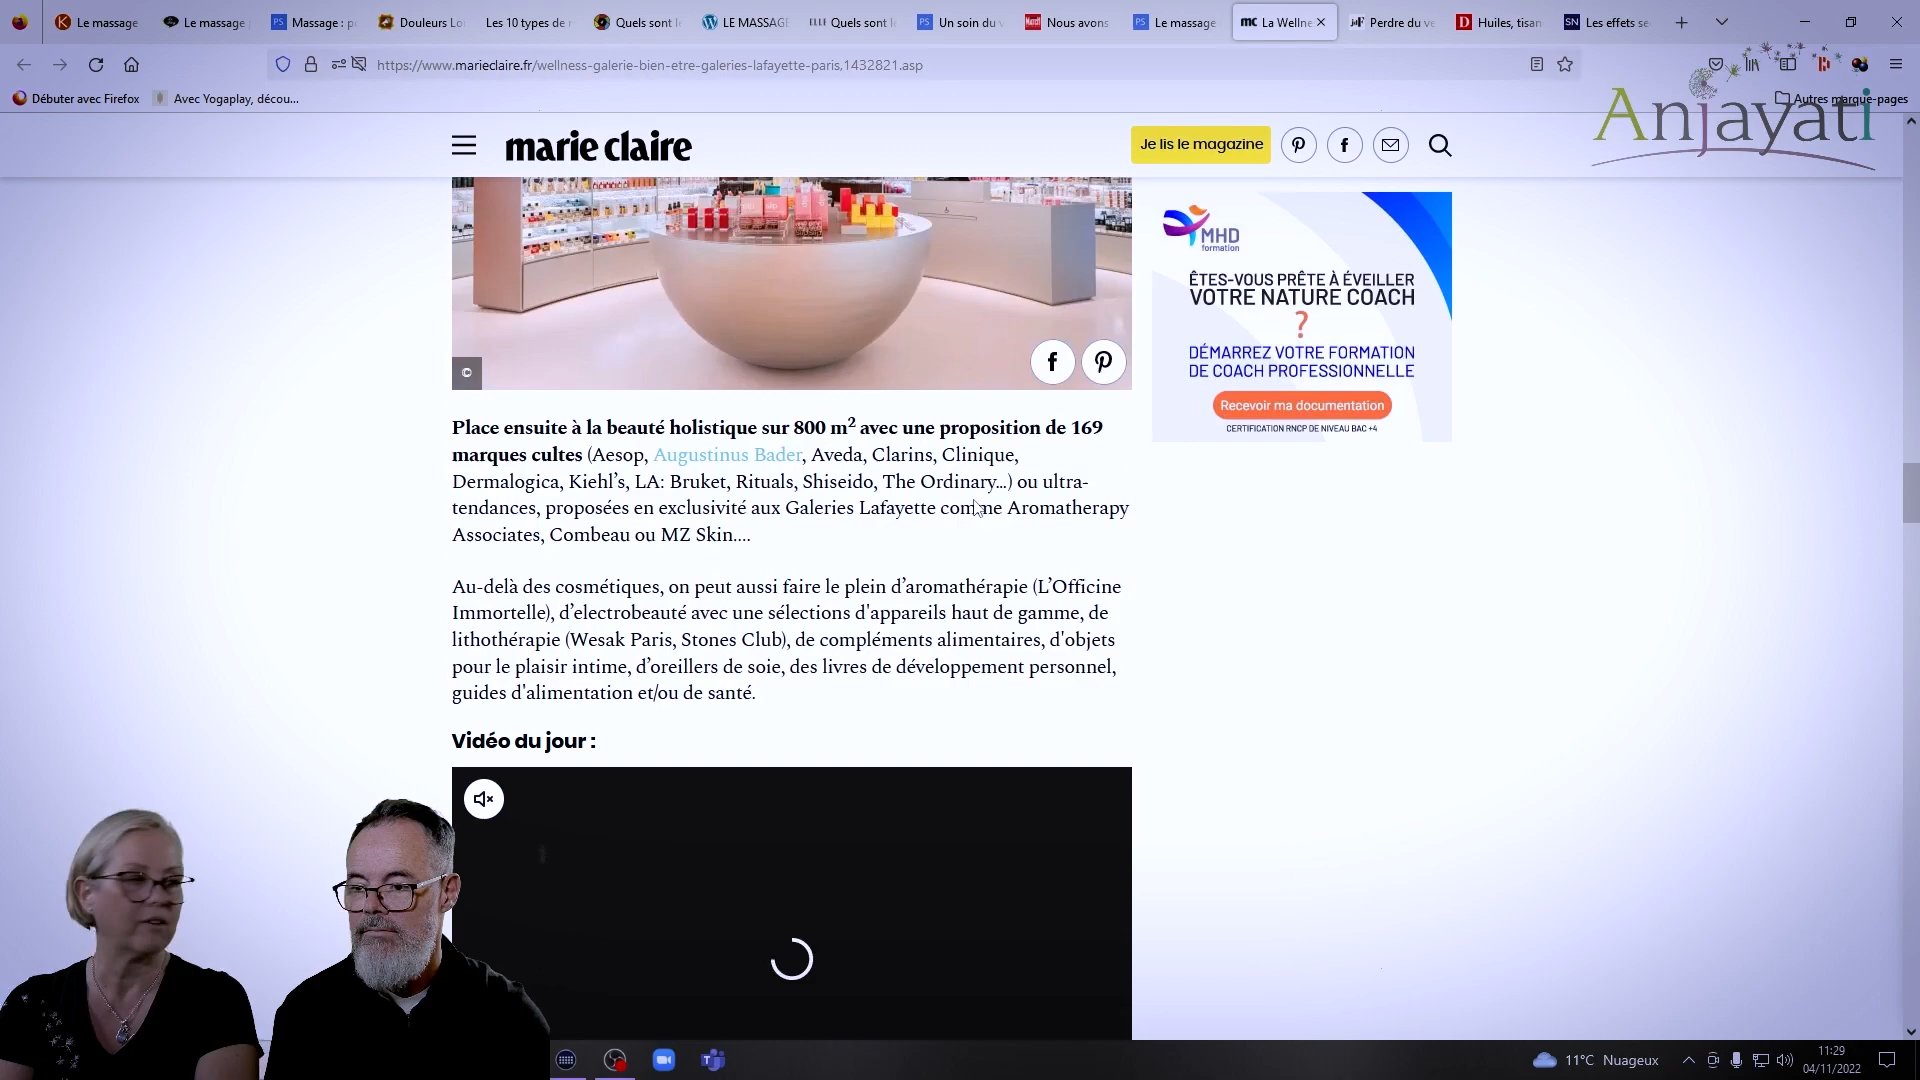 Le massage
Le massage
PS Massage : p
Douleurs Lo
Les 10 types de
Quels sont l
LE MASSAGE
ELLE Quels sont l
PS Un soin du v
Nous avons
PS Le massage
mc La Wellne
jdF Perdre du ve
D Huiles, tisan
SN Les effets se
https://www.marieclaire.fr/wellness-galerie-bien-etre-galeries-lafayette-paris,1432821.asp
Débuter avec Firefox
Avec Yogaplay, décou...
Autres marque-pages
Anjayati
marie claire
Je lis le magazine
MHD
formation
ÊTES-VOUS PRÊTE À ÉVEILLER
VOTRE NATURE COACH
?
DÉMARREZ VOTRE FORMATION
DE COACH PROFESSIONNELLE
Recevoir ma documentation
CERTIFICATION RNCP DE NIVEAU BAC +4
©
Place ensuite à la beauté holistique sur 800 m² avec une proposition de 169
marques cultes (Aesop, Augustinus Bader, Aveda, Clarins, Clinique,
Dermalogica, Kiehl’s, LA: Bruket, Rituals, Shiseido, The Ordinary…) ou ultra-
tendances, proposées en exclusivité aux Galeries Lafayette comme Aromatherapy
Associates, Combeau ou MZ Skin....
Au-delà des cosmétiques, on peut aussi faire le plein d’aromathérapie (L’Officine
Immortelle), d’electrobeauté avec une sélections d'appareils haut de gamme, de
lithothérapie (Wesak Paris, Stones Club), de compléments alimentaires, d'objets
pour le plaisir intime, d’oreillers de soie, des livres de développement personnel,
guides d'alimentation et/ou de santé.
Vidéo du jour :
11°C Nuageux
11:29
04/11/2022